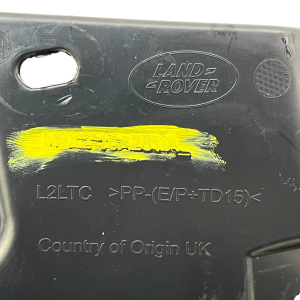 LAND-
-ROVER
L2LTC >PP-(E/P+TD15)<
Country of Origin UK